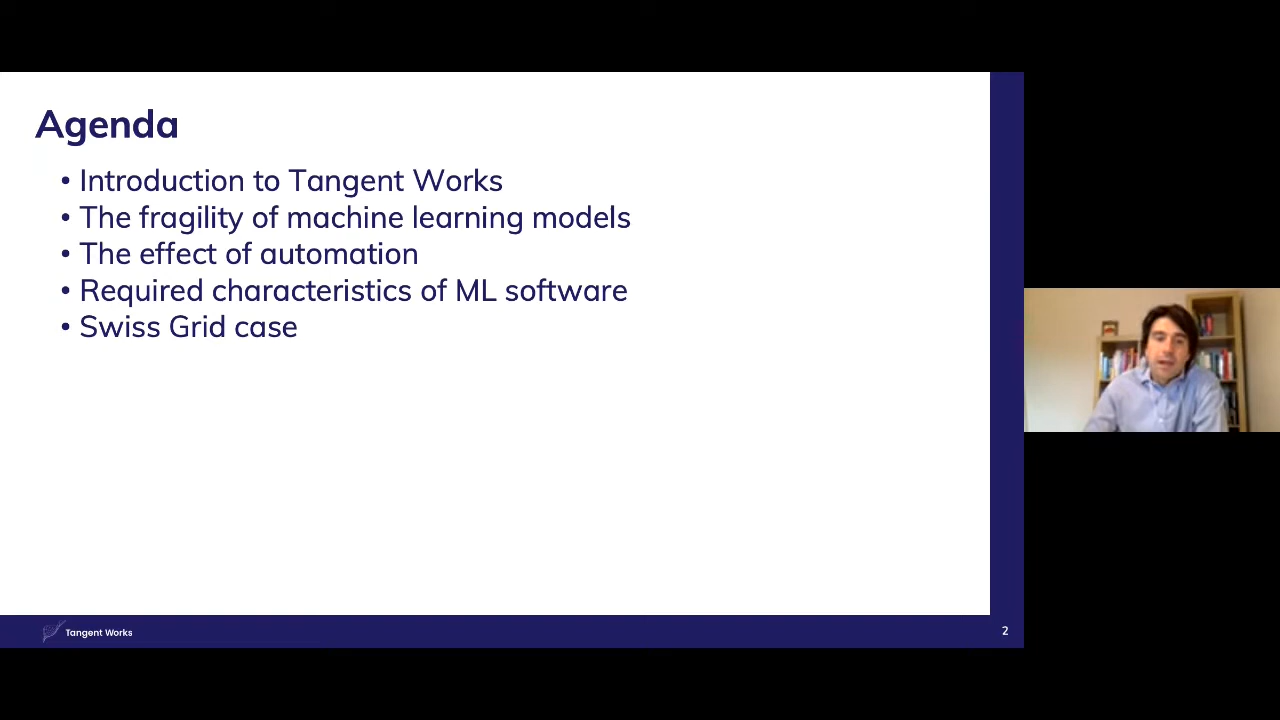 Agenda
• Introduction to Tangent Works
• The fragility of machine learning models
• The effect of automation
• Required characteristics of ML software
• Swiss Grid case
Tangent Works
2